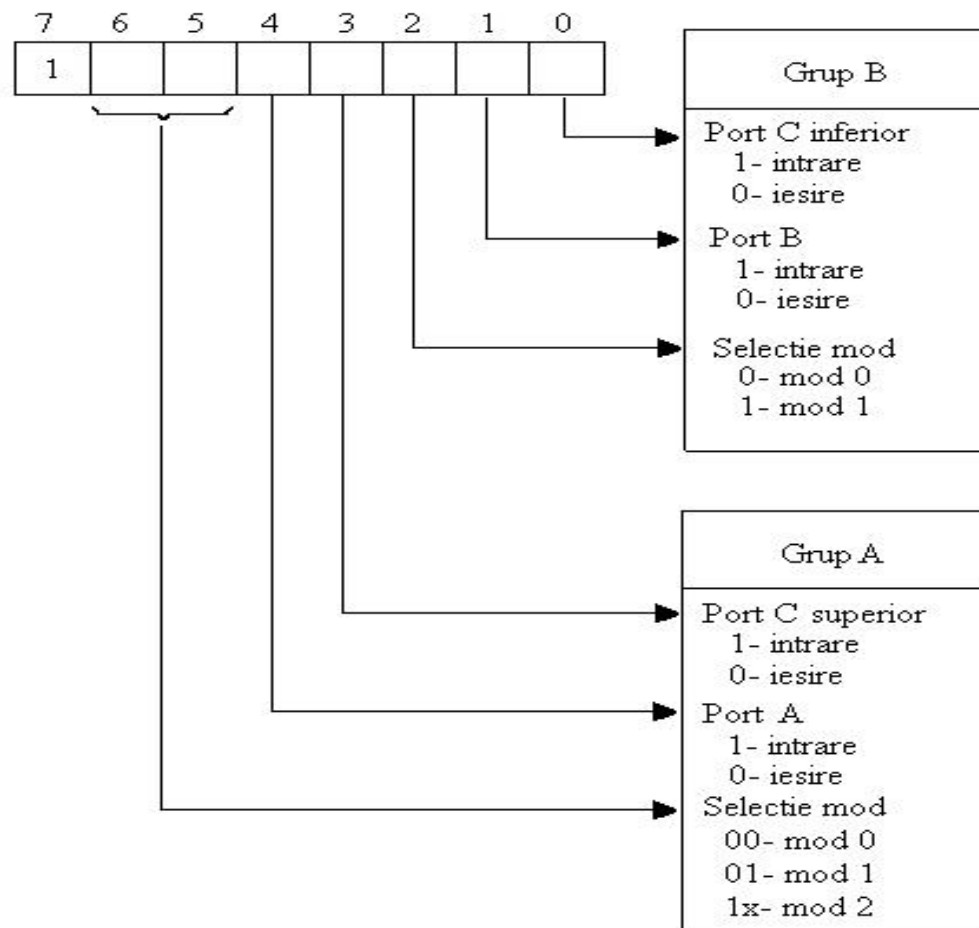 7 6 5 4 3 2 1 0
1
Grup B
Port C inferior
1- intrare
0- iesire
Port B
1- intrare
0- iesire
Selectie mod
0- mod 0
1- mod 1
Grup A
Port C superior
1- intrare
0- iesire
Port A
1- intrare
0- iesire
Selectie mod
00- mod 0
01- mod 1
1x- mod 2